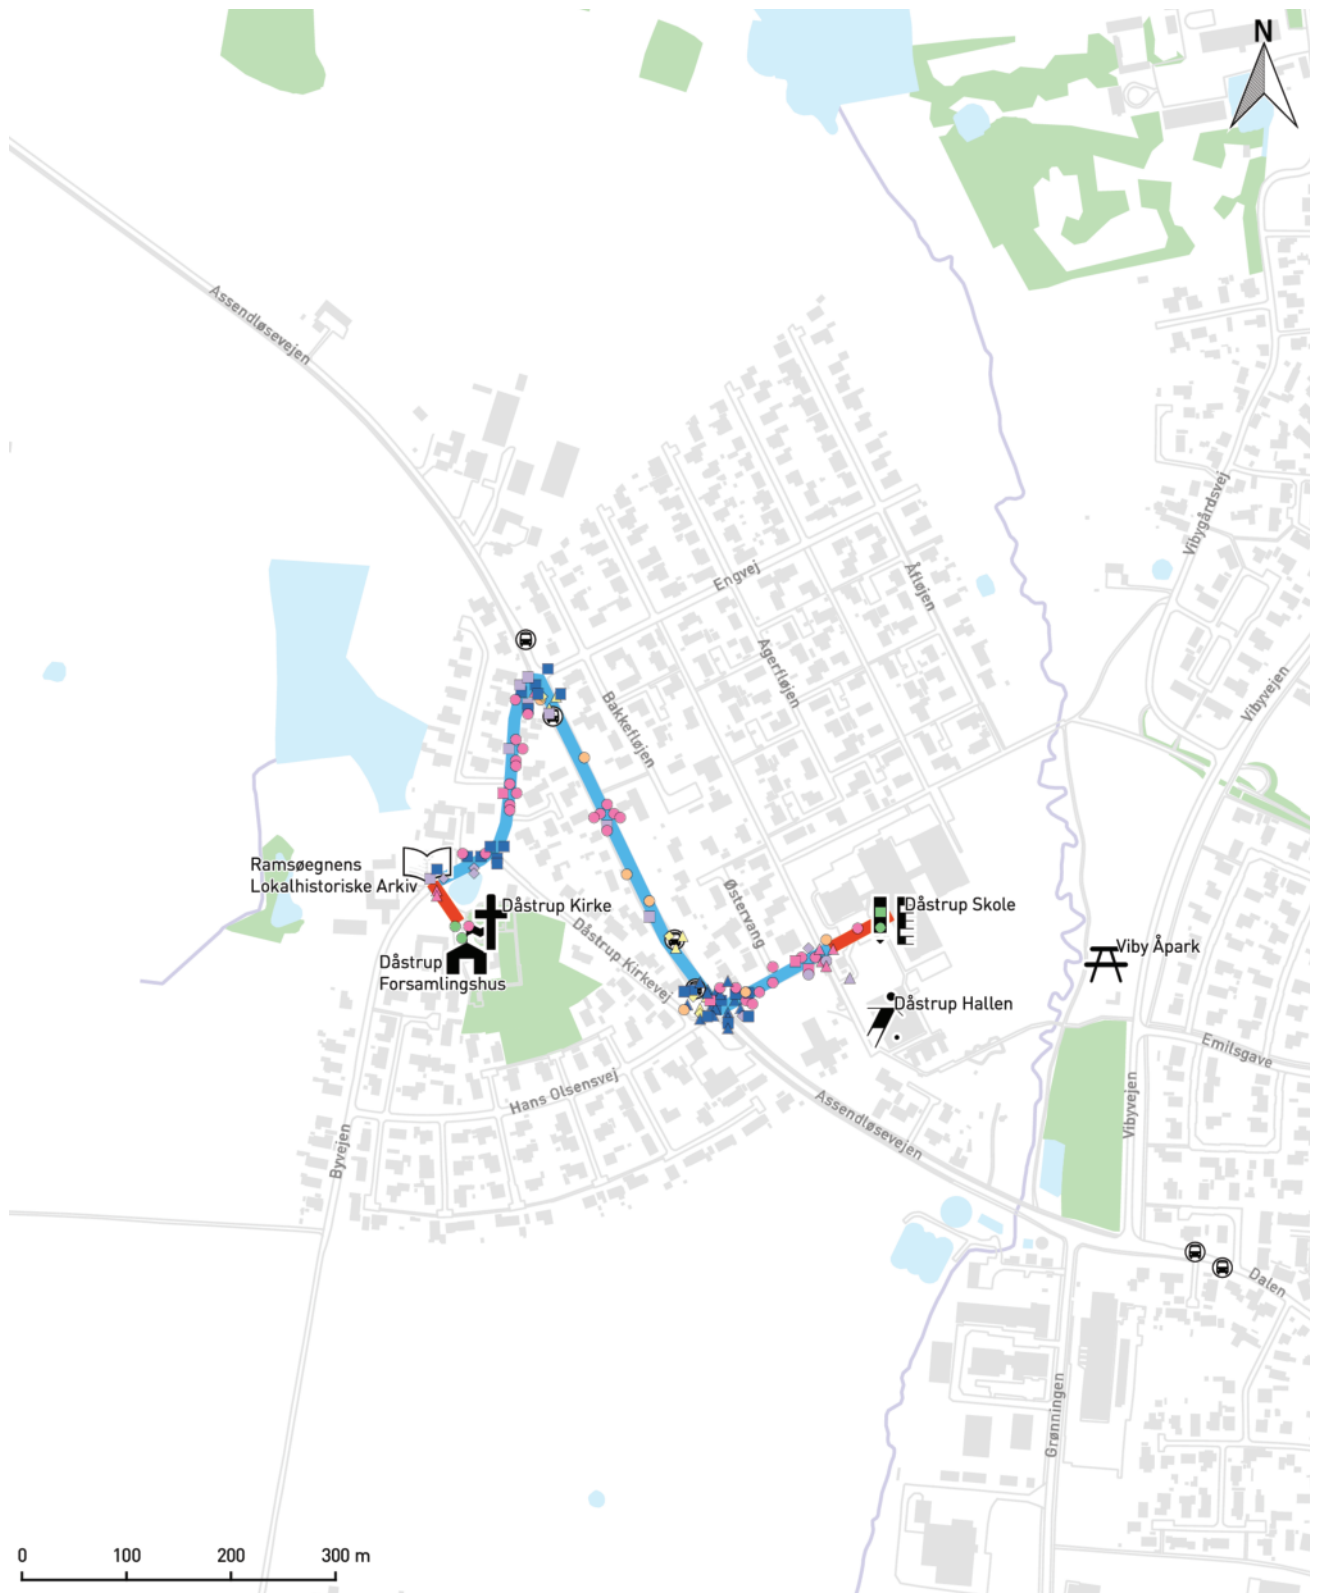 N
Assendløsevejen
Vibygårdsvej
Engvej
Åfløjen
Agerfløjen
Bakkefløjen
Vibyvejen
Ramsøegnens
Lokalhistoriske Arkiv
Østervang
Dåstrup Kirke
Dåstrup Skole
Dåstrup Kirkevej
Viby Åpark
Dåstrup
Forsamlingshus
Dåstrup Hallen
Emilsgave
Hans Olsensvej
Assendløsevejen
Vibyvejen
Byvejen
Dalen
Grønningen
0 100 200 300 m